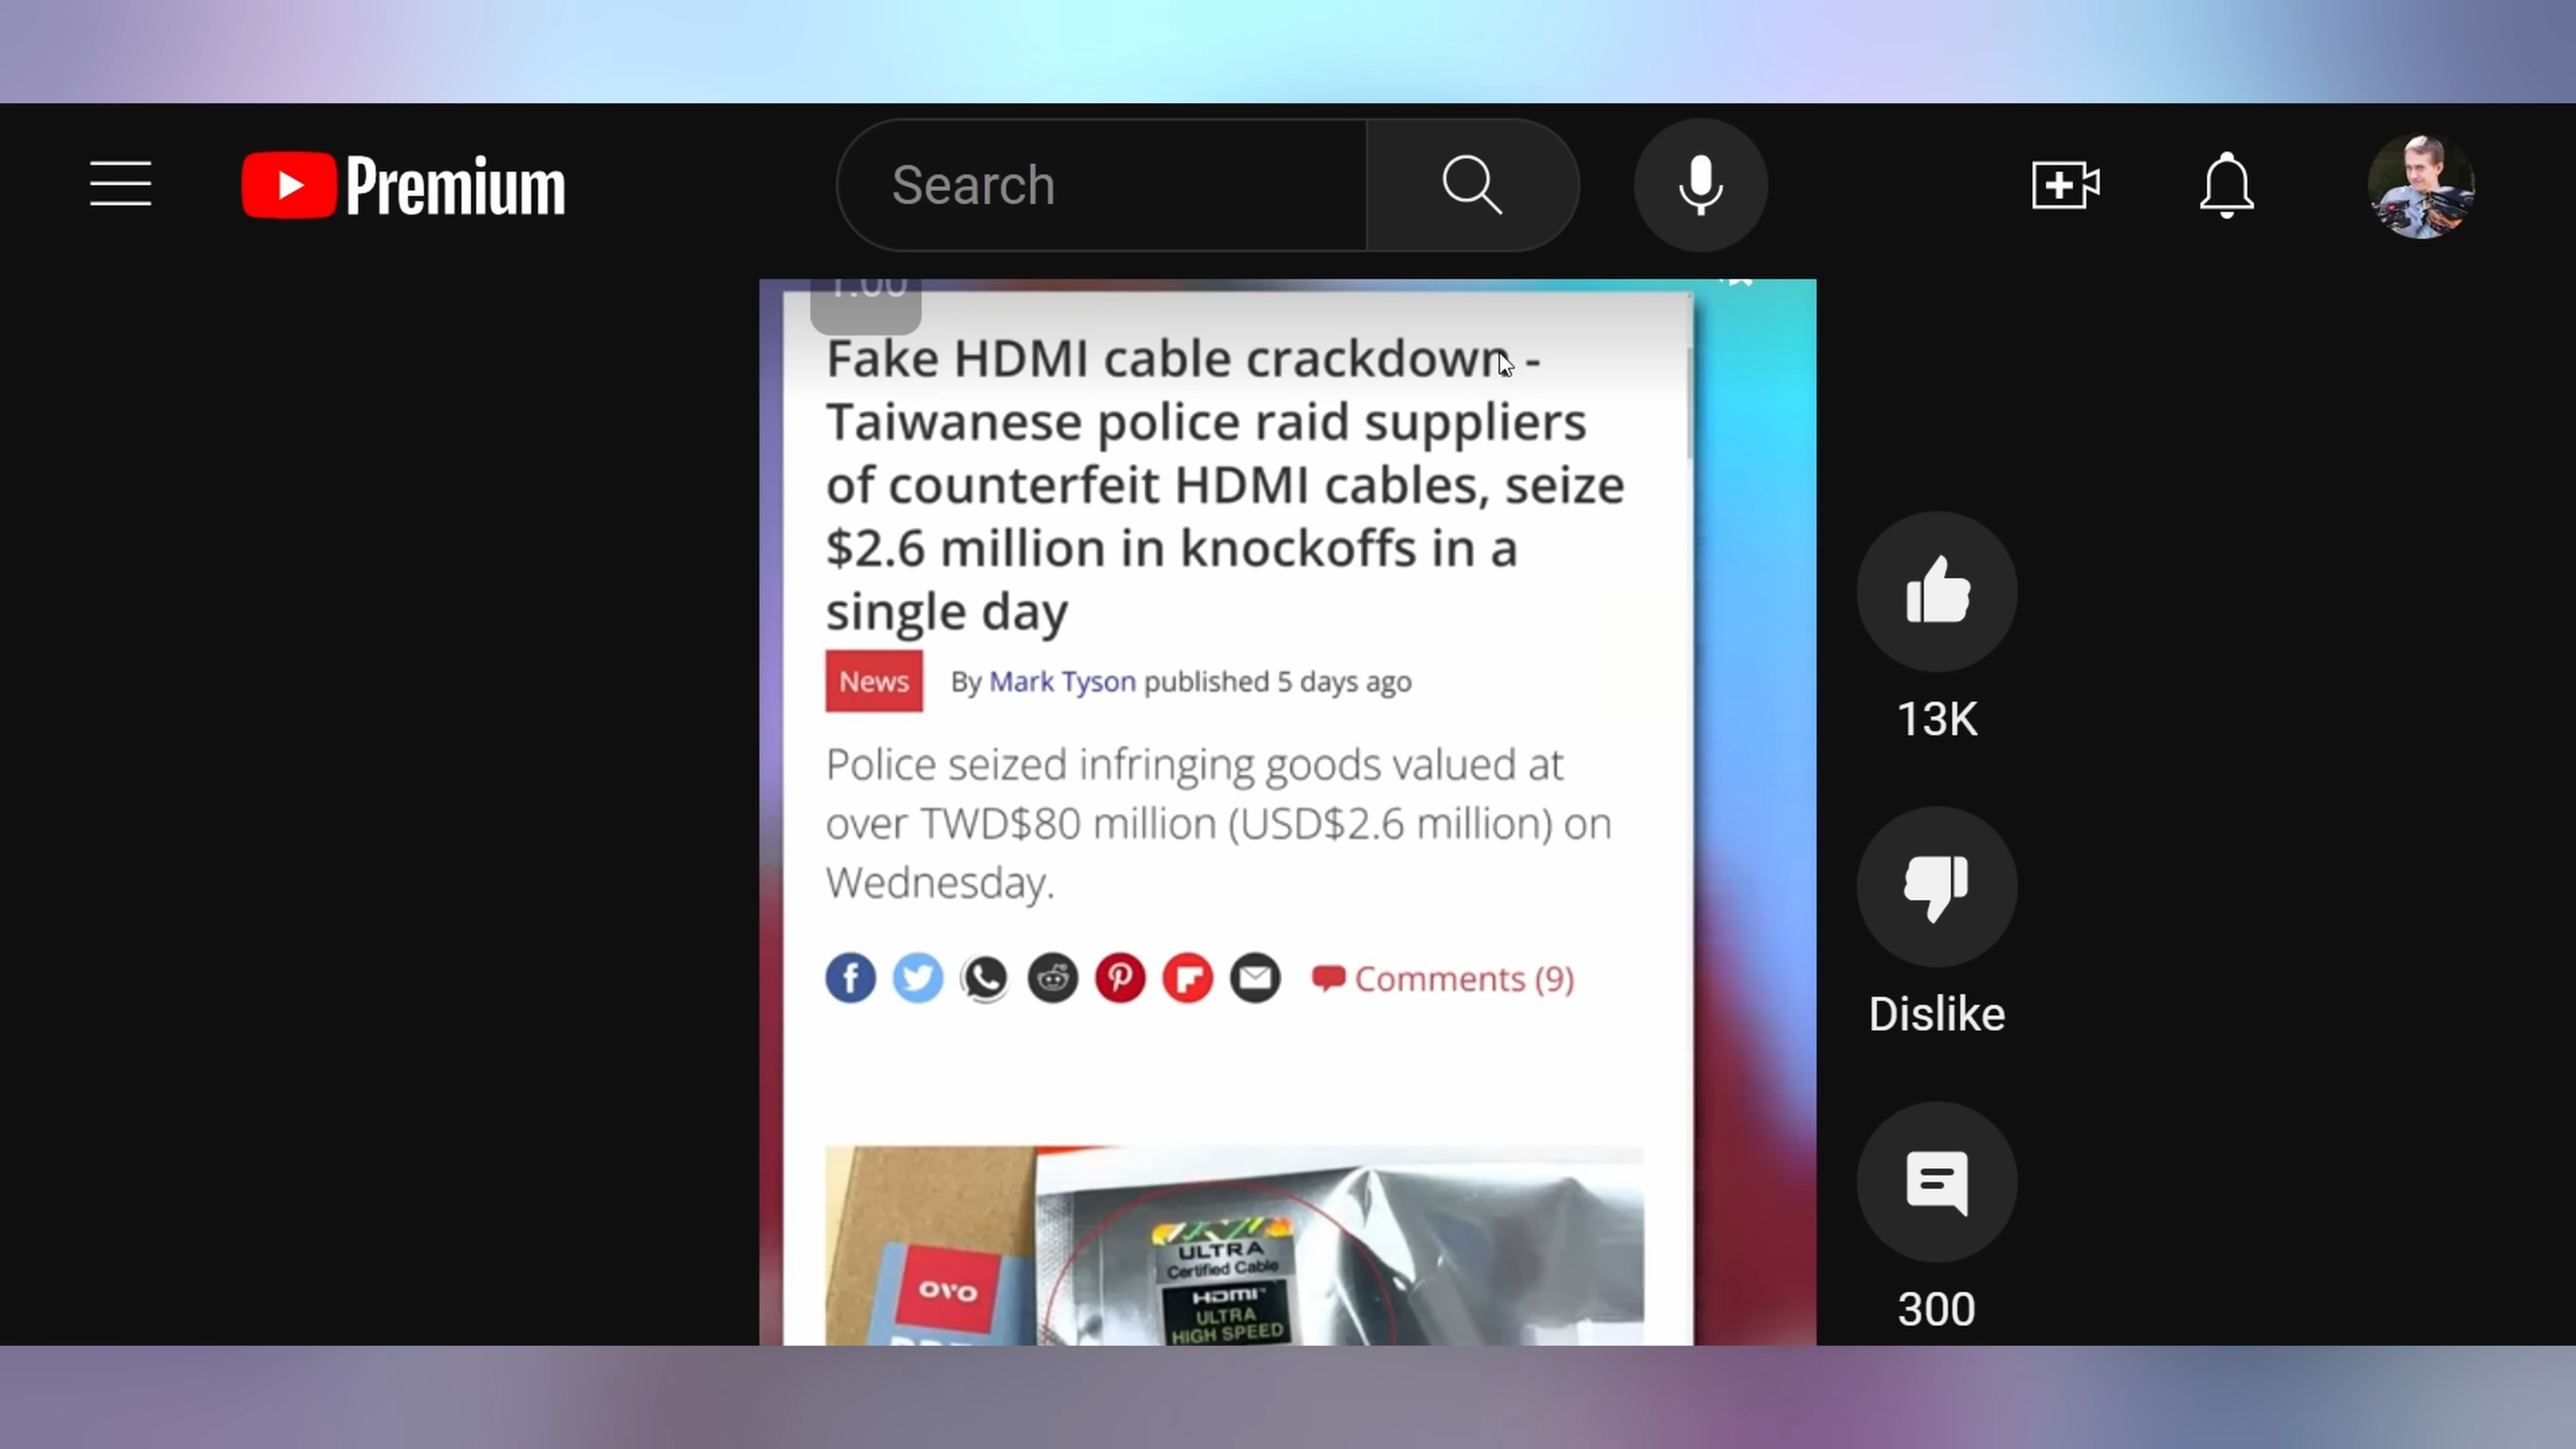 Premium
Search
1:00
Fake HDMI cable crackdown -
Taiwanese police raid suppliers
of counterfeit HDMI cables, seize
$2.6 million in knockoffs in a
single day
News
By Mark Tyson published 5 days ago
Police seized infringing goods valued at
over TWD$80 million (USD$2.6 million) on
Wednesday.
Comments (9)
13K
Dislike
300
ULTRA
Certified Cable
HDMI™
ULTRA
HIGH SPEED
OVO